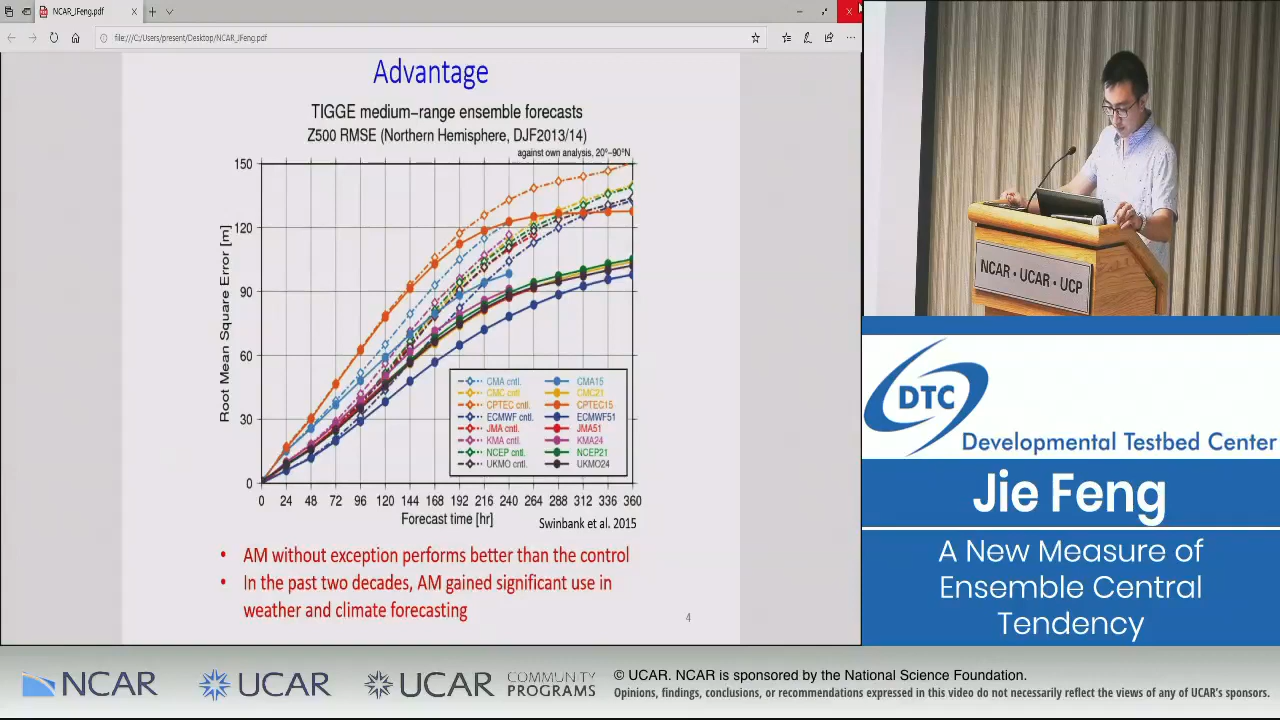 NCAR_JFeng.pdf
file:///C:/Users/present/Desktop/NCAR_JFeng.pdf
Advantage
TIGGE medium-range ensemble forecasts
Z500 RMSE (Northern Hemisphere, DJF2013/14)
against own analysis, 20°-90°N
Root Mean Square Error [m]
150
120
90
60
30
0
CMA cntl. CMA15
CMC cntl. CMC21
CPTEC cntl. CPTEC15
ECMWF cntl. ECMWF51
JMA cntl. JMA51
KMA cntl. KMA24
NCEP cntl. NCEP21
UKMO cntl. UKMO24
0 24 48 72 96 120 144 168 192 216 240 264 288 312 336 360
Forecast time [hr]
Swinbank et al. 2015
• AM without exception performs better than the control
• In the past two decades, AM gained significant use in
weather and climate forecasting
4
NCAR • UCAR • UCP
DTC
Developmental Testbed Center
Jie Feng
A New Measure of
Ensemble Central
Tendency
NCAR
UCAR
UCAR
COMMUNITY
PROGRAMS
© UCAR. NCAR is sponsored by the National Science Foundation.
Opinions, findings, conclusions, or recommendations expressed in this video do not necessarily reflect the views of any of UCAR's sponsors.